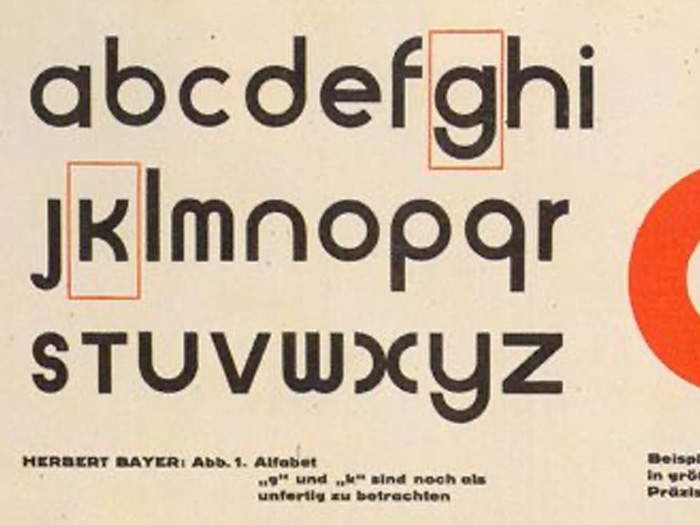 abcdefghi
jklmnopqr
sTUVWXyz
HERBERT BAYER: Abb. 1. Alfabet
„g“ und „k“ sind noch als
unfertig zu betrachten
Beispi
in grö
Präzis